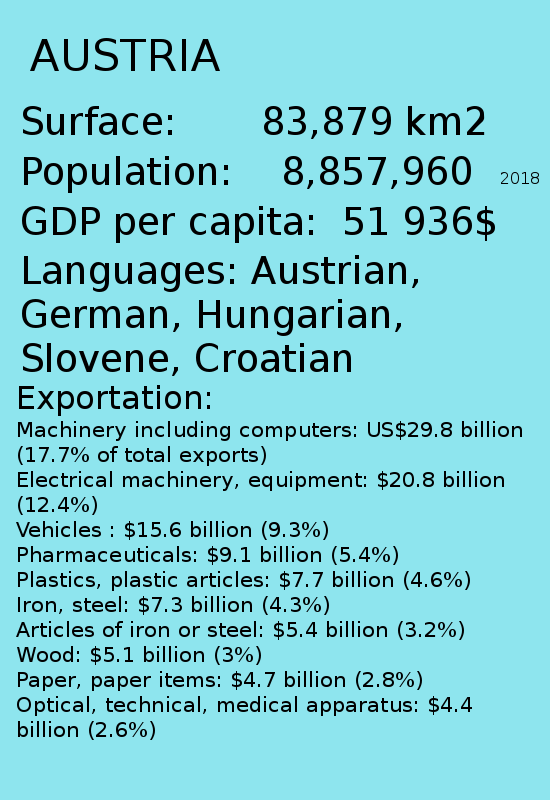 AUSTRIA
Surface: 83,879 km2
Population: 8,857,960 2018
GDP per capita: 51 936$
Languages: Austrian,
German, Hungarian,
Slovene, Croatian
Exportation:
Machinery including computers: US$29.8 billion
(17.7% of total exports)
Electrical machinery, equipment: $20.8 billion
(12.4%)
Vehicles : $15.6 billion (9.3%)
Pharmaceuticals: $9.1 billion (5.4%)
Plastics, plastic articles: $7.7 billion (4.6%)
Iron, steel: $7.3 billion (4.3%)
Articles of iron or steel: $5.4 billion (3.2%)
Wood: $5.1 billion (3%)
Paper, paper items: $4.7 billion (2.8%)
Optical, technical, medical apparatus: $4.4
billion (2.6%)